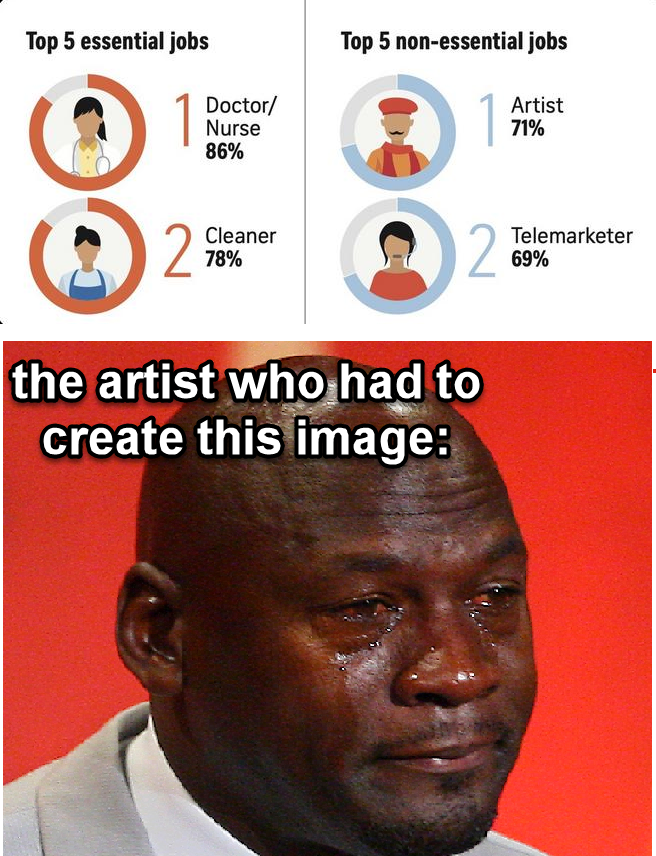 Top 5 essential jobs
1
Doctor/
Nurse
86%
2
Cleaner
78%
Top 5 non-essential jobs
1
Artist
71%
2
Telemarketer
69%
the artist who had to
create this image: